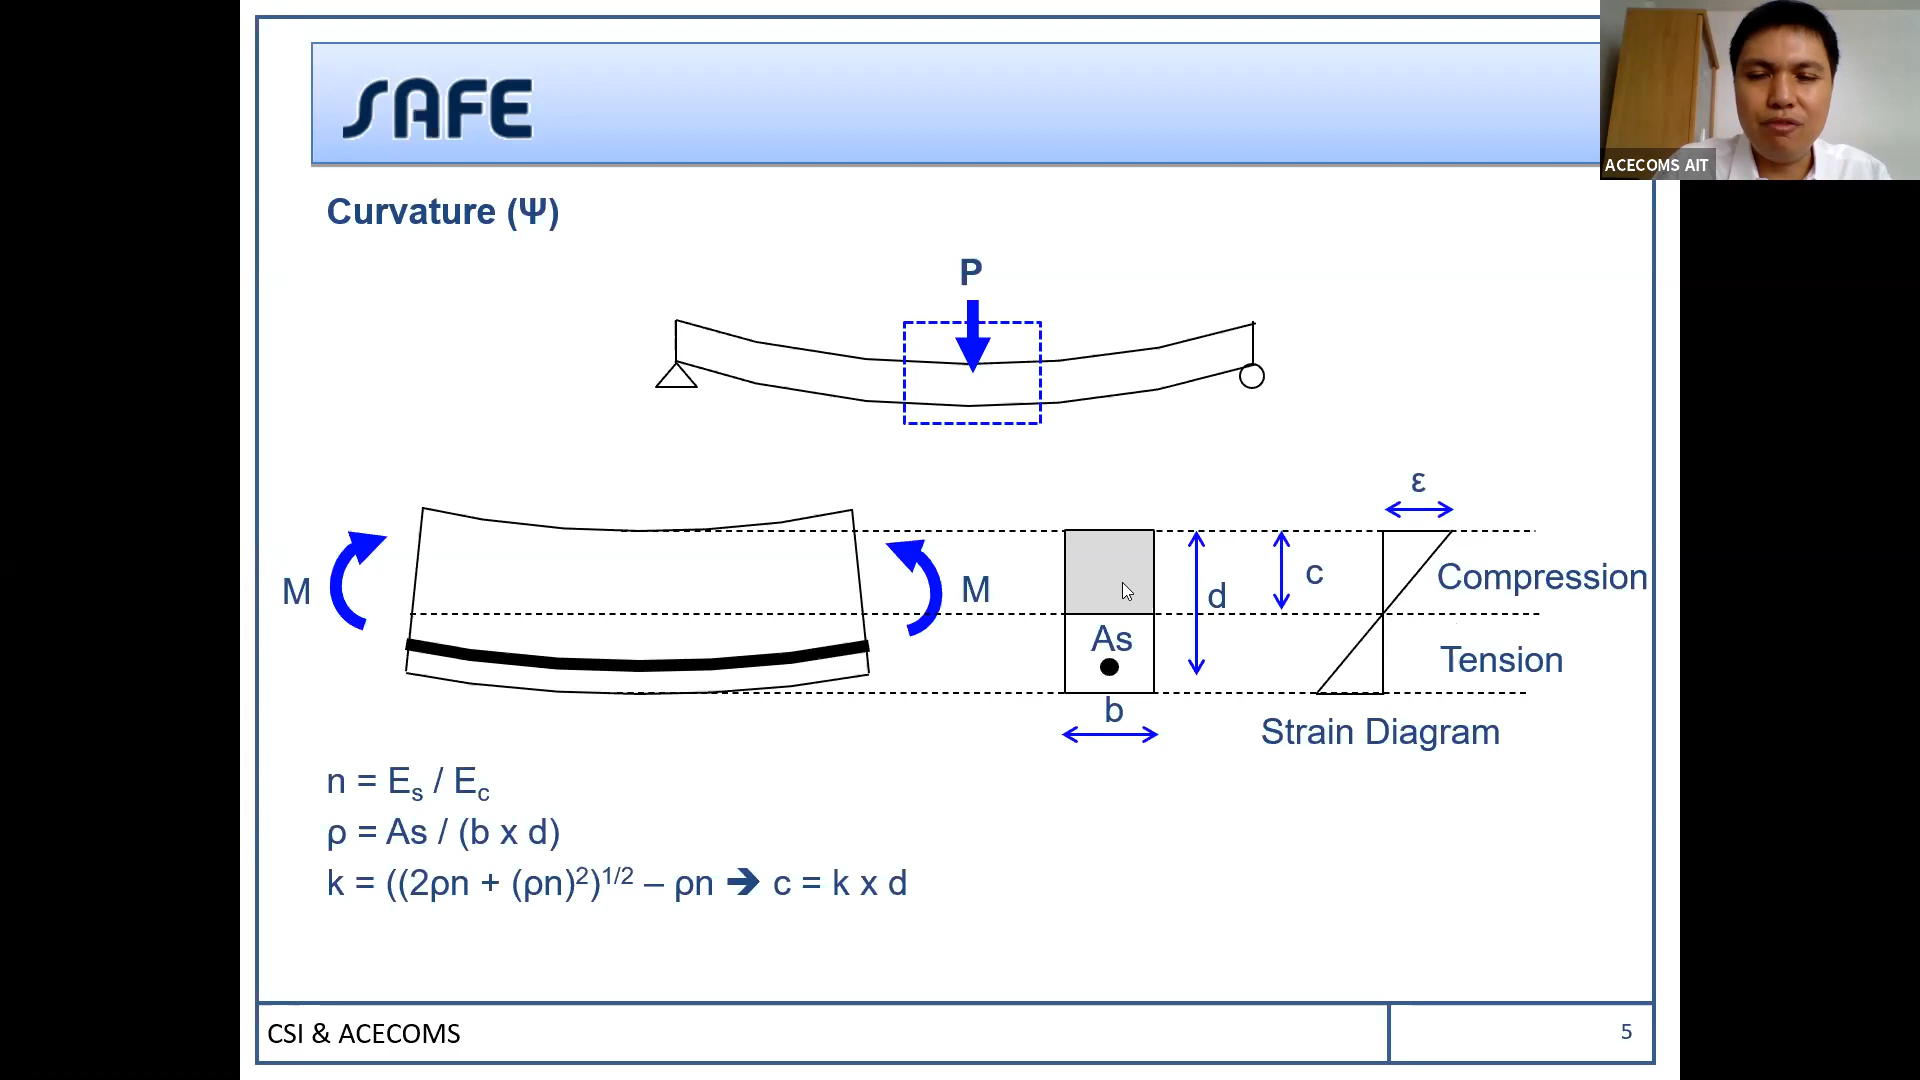 SAFE
ACECOMS AIT
Curvature (Ψ)
P
ε
M
M
d
c
Compression
As
Tension
b
Strain Diagram
n = Es / Ec
ρ = As / (b x d)
k = ((2ρn + (ρn)²)¹/² – ρn ➔ c = k x d
CSI & ACECOMS
5